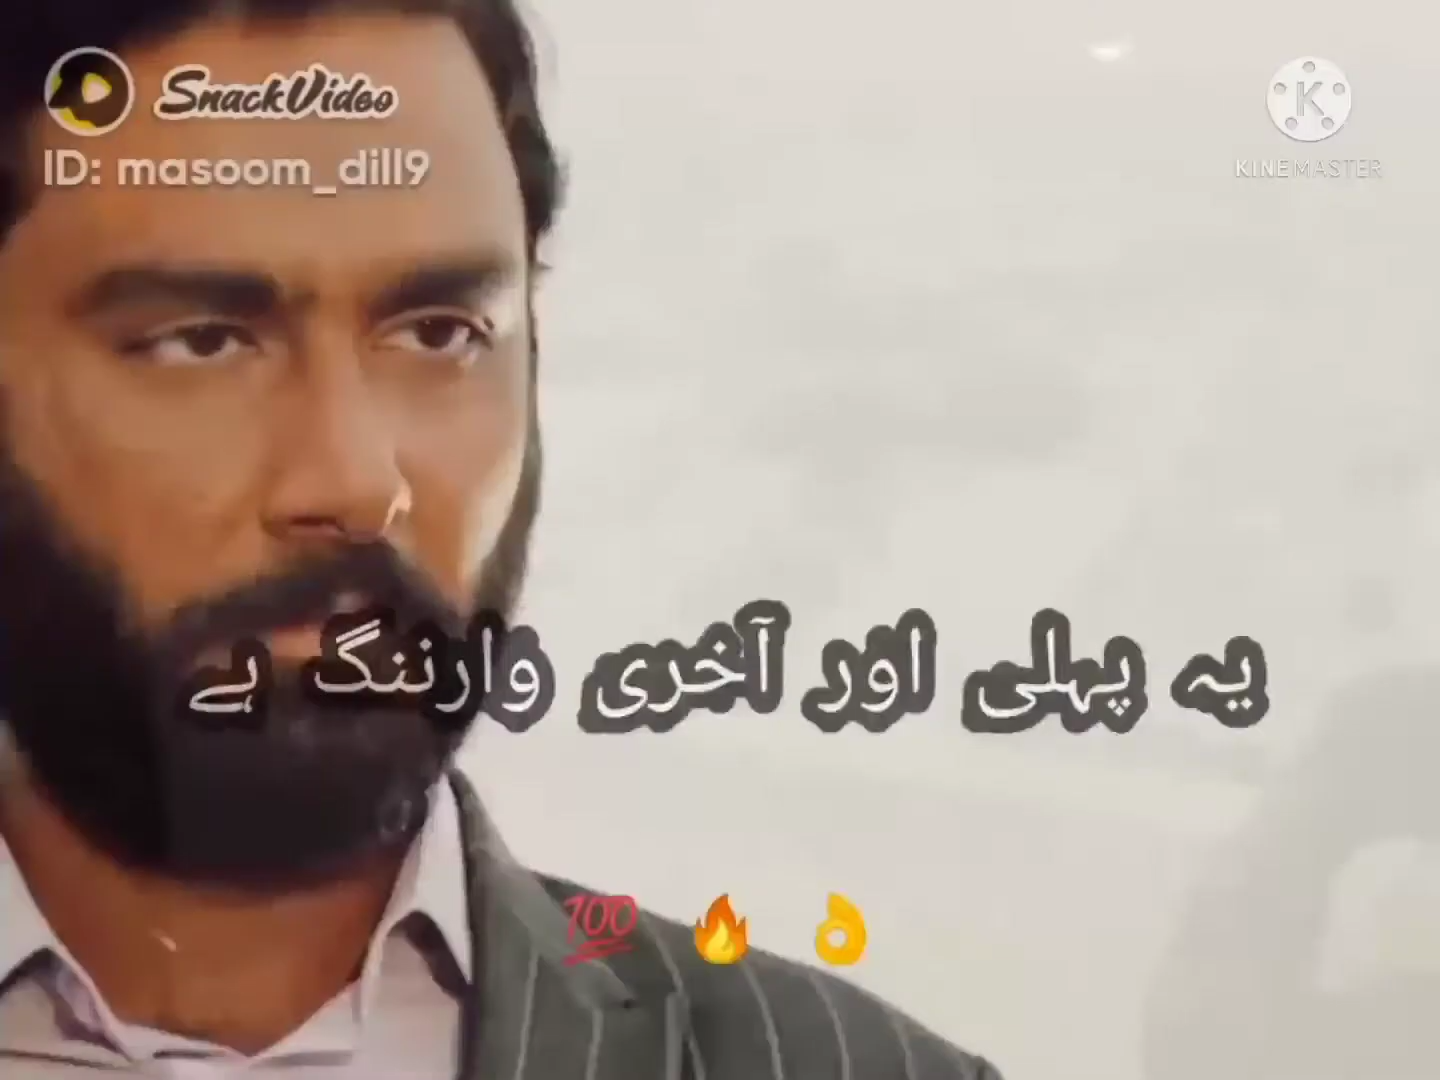 SnackVideo
ID: masoom_dill9
KINEMASTER
یہ پہلی اور آخری وارننگ ہے